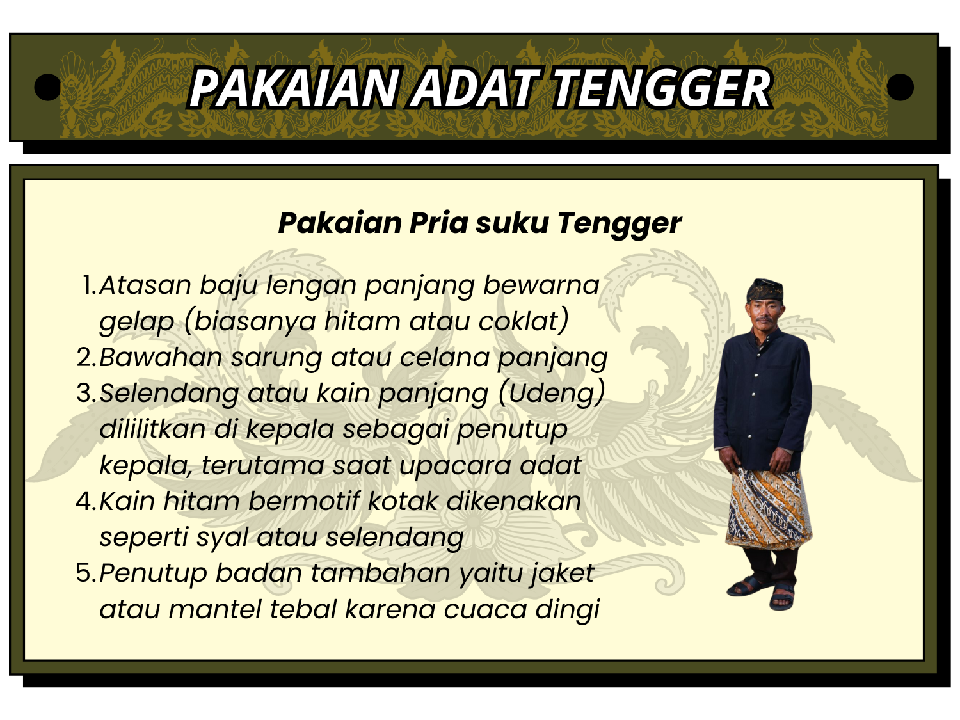 PAKAIAN ADAT TENGGER
Pakaian Pria suku Tengger
1. Atasan baju lengan panjang bewarna
gelap (biasanya hitam atau coklat)
2. Bawahan sarung atau celana panjang
3. Selendang atau kain panjang (Udeng)
dililitkan di kepala sebagai penutup
kepala, terutama saat upacara adat
4. Kain hitam bermotif kotak dikenakan
seperti syal atau selendang
5. Penutup badan tambahan yaitu jaket
atau mantel tebal karena cuaca dingi